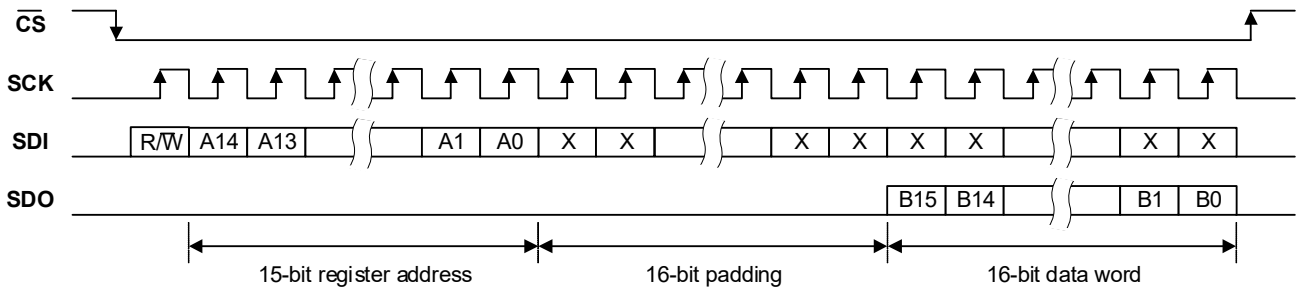 CS
SCK
SDI R/W A14 A13 A1 A0 X X X X X X X X
SDO B15 B14 B1 B0
15-bit register address 16-bit padding 16-bit data word